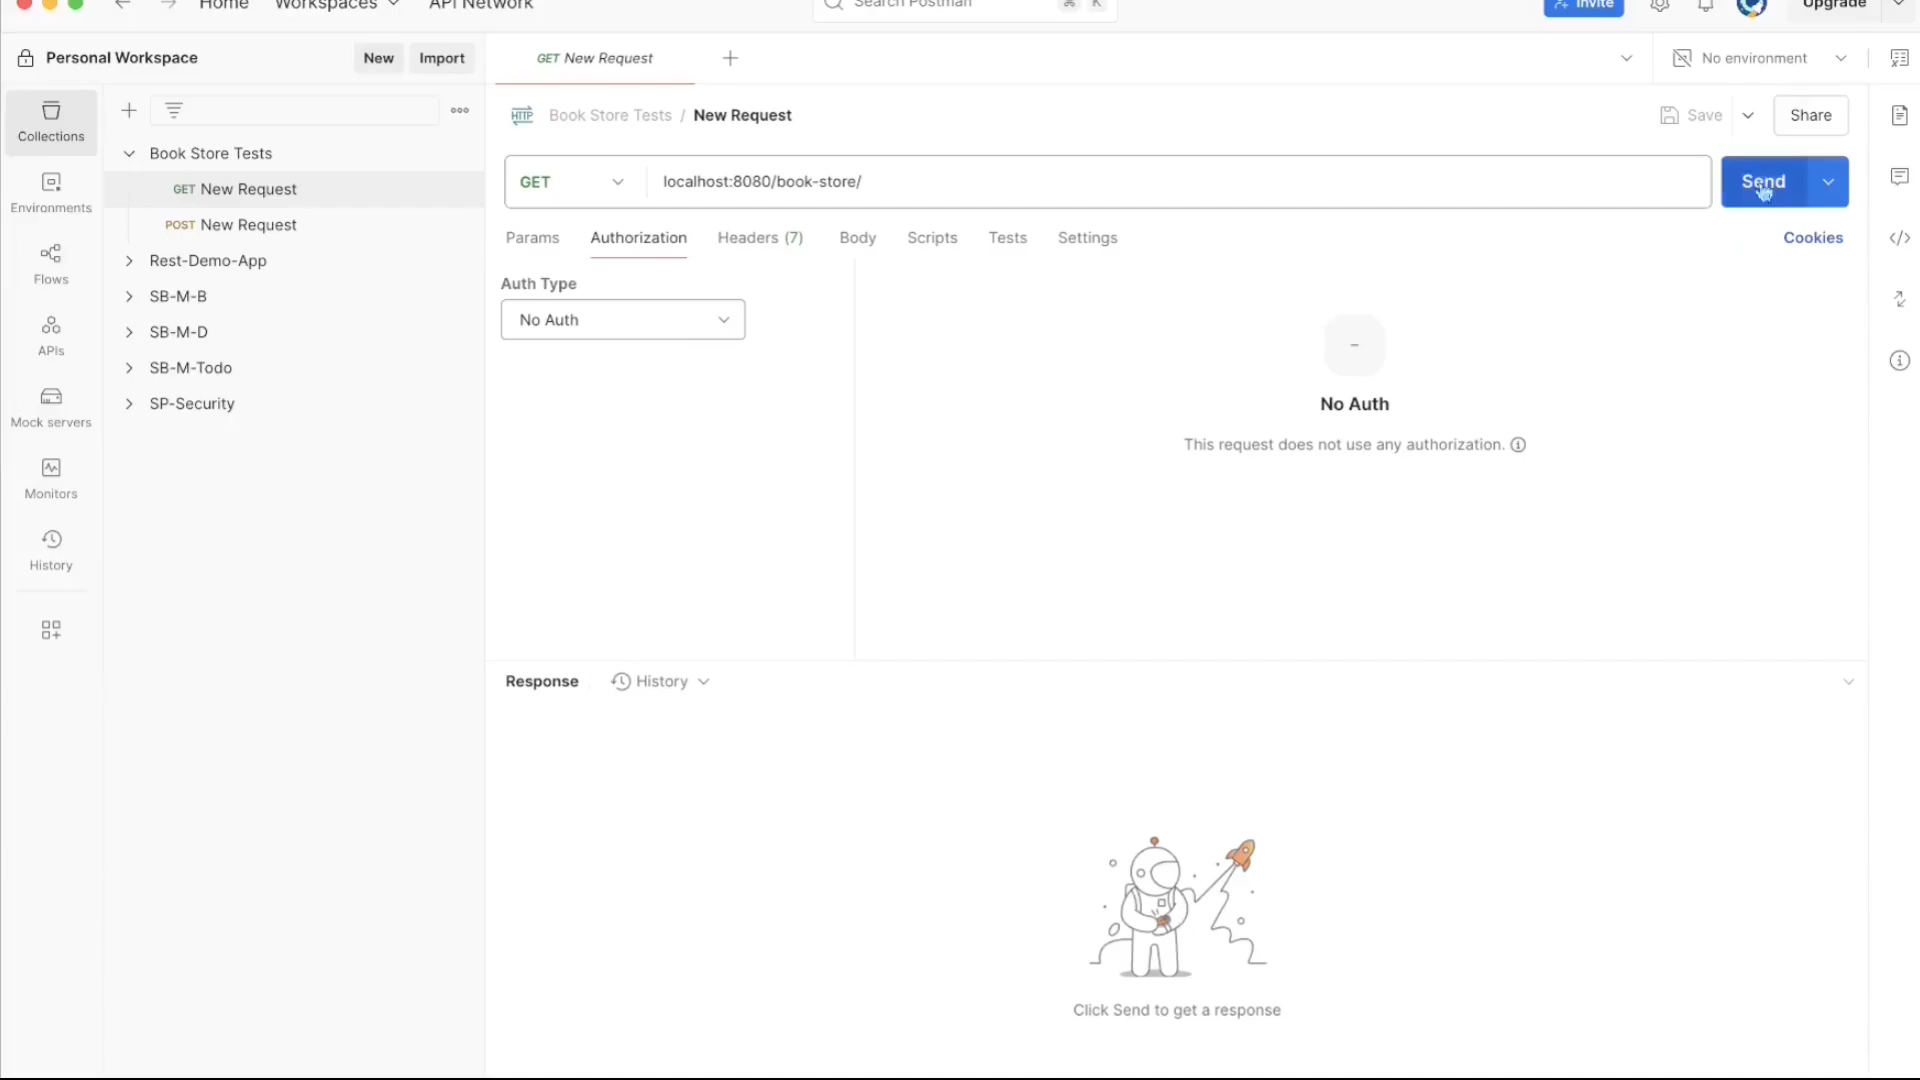 Home Workspaces API Network Search Postman ⌘ K Invite Upgrade
Personal Workspace New Import GET New Request No environment
Collections
Environments
Flows
APIs
Mock servers
Monitors
History
Book Store Tests
GET New Request
POST New Request
Rest-Demo-App
SB-M-B
SB-M-D
SB-M-Todo
SP-Security
HTTP Book Store Tests / New Request Save Share
GET localhost:8080/book-store/ Send
Params Authorization Headers (7) Body Scripts Tests Settings Cookies
Auth Type
No Auth
No Auth
This request does not use any authorization.
Response History
Click Send to get a response